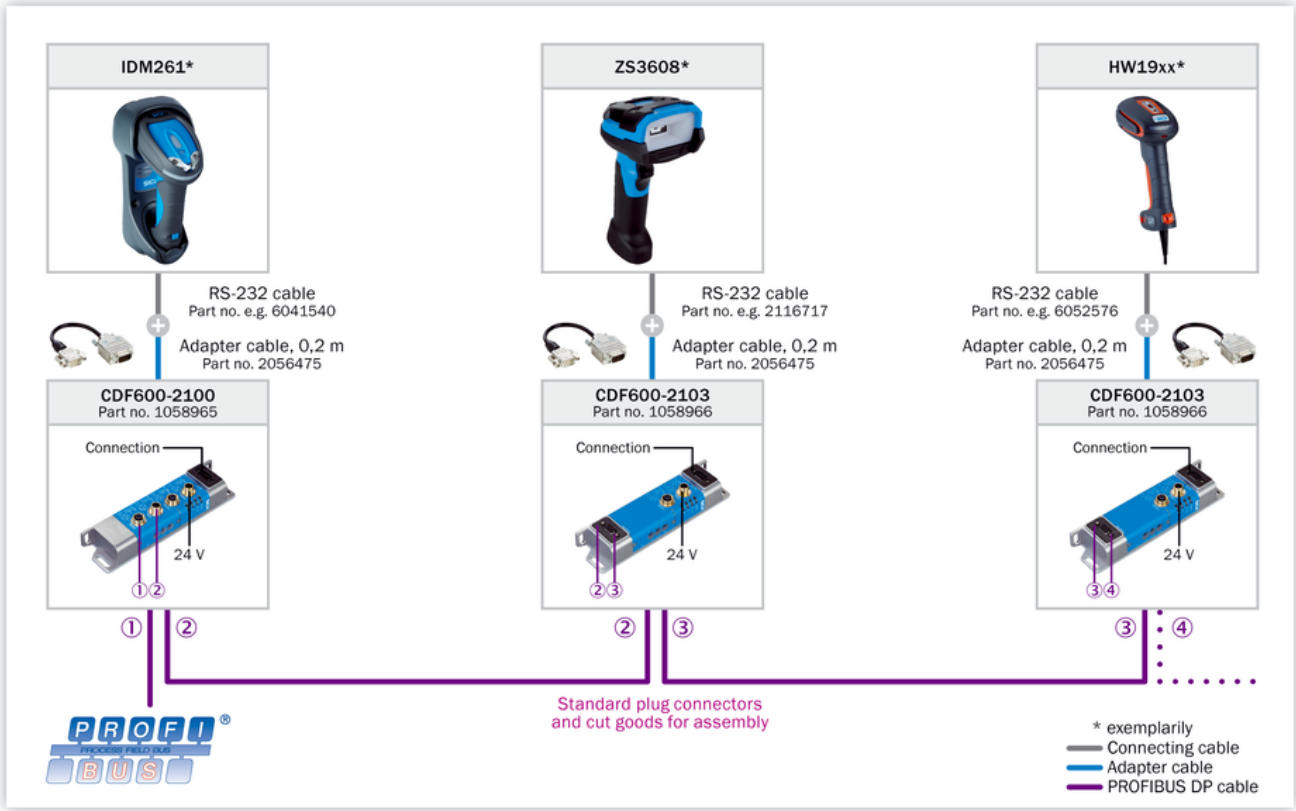 IDM261*
ZS3608*
HW19xx*
RS-232 cable
Part no. e.g. 6041540
Adapter cable, 0,2 m
Part no. 2056475
RS-232 cable
Part no. e.g. 2116717
Adapter cable, 0,2 m
Part no. 2056475
RS-232 cable
Part no. e.g. 6052576
Adapter cable, 0,2 m
Part no. 2056475
CDF600-2100
Part no. 1058965
Connection
24 V
①②
CDF600-2103
Part no. 1058966
Connection
24 V
②③
CDF600-2103
Part no. 1058966
Connection
24 V
③④
① ②
② ③
③ ④
Standard plug connectors
and cut goods for assembly
PROFI®
PROCESS FIELD BUS
BUS
* exemplarily
Connecting cable
Adapter cable
PROFIBUS DP cable